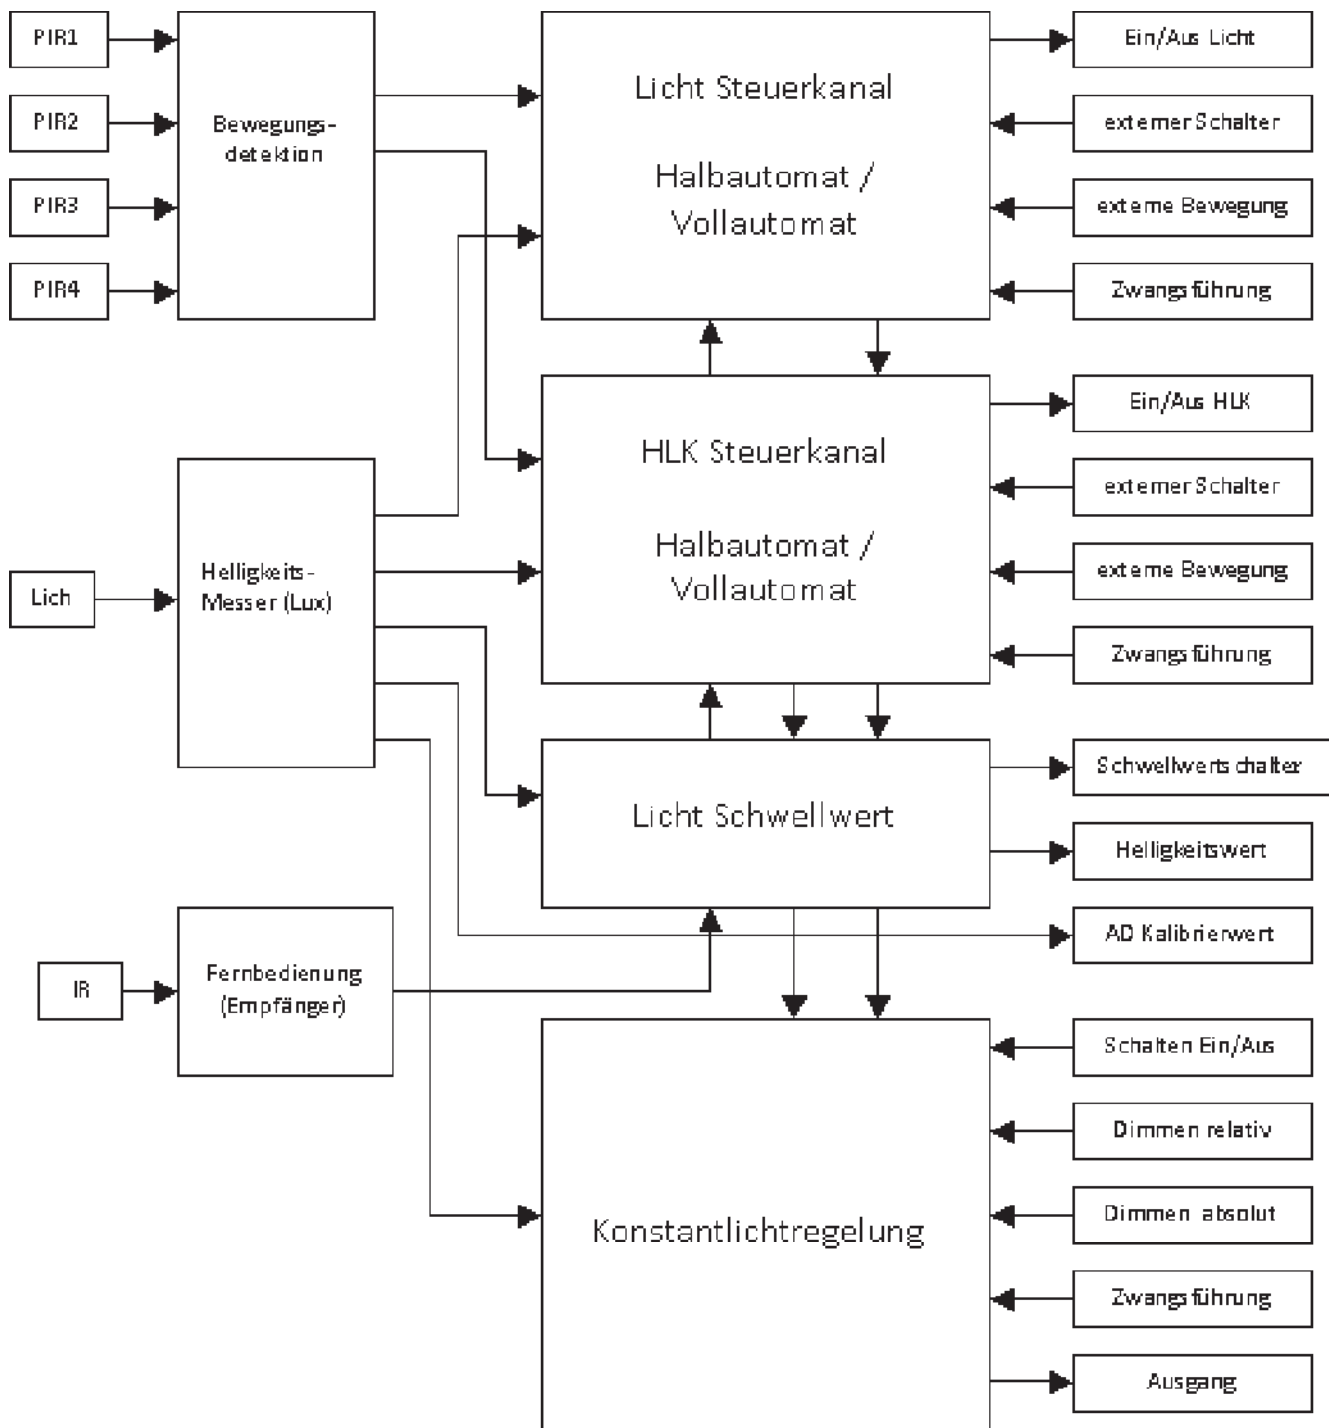 PIR1
PIR2
PIR3
PIR4
Bewegungs-
detektion
Licht Steuerkanal
Halbautomat /
Vollautomat
Ein/Aus Licht
externer Schalter
externe Bewegung
Zwangsführung
HLK Steuerkanal
Halbautomat /
Vollautomat
Ein/Aus HLK
externer Schalter
externe Bewegung
Zwangsführung
Lich
Helligkeits-
Messer (Lux)
Licht Schwellwert
Schwellwertschalter
Helligkeitswert
AD Kalibrierwert
IR
Fernbedienung
(Empfänger)
Konstantlichtregelung
Schalten Ein/Aus
Dimmen relativ
Dimmen absolut
Zwangsführung
Ausgang